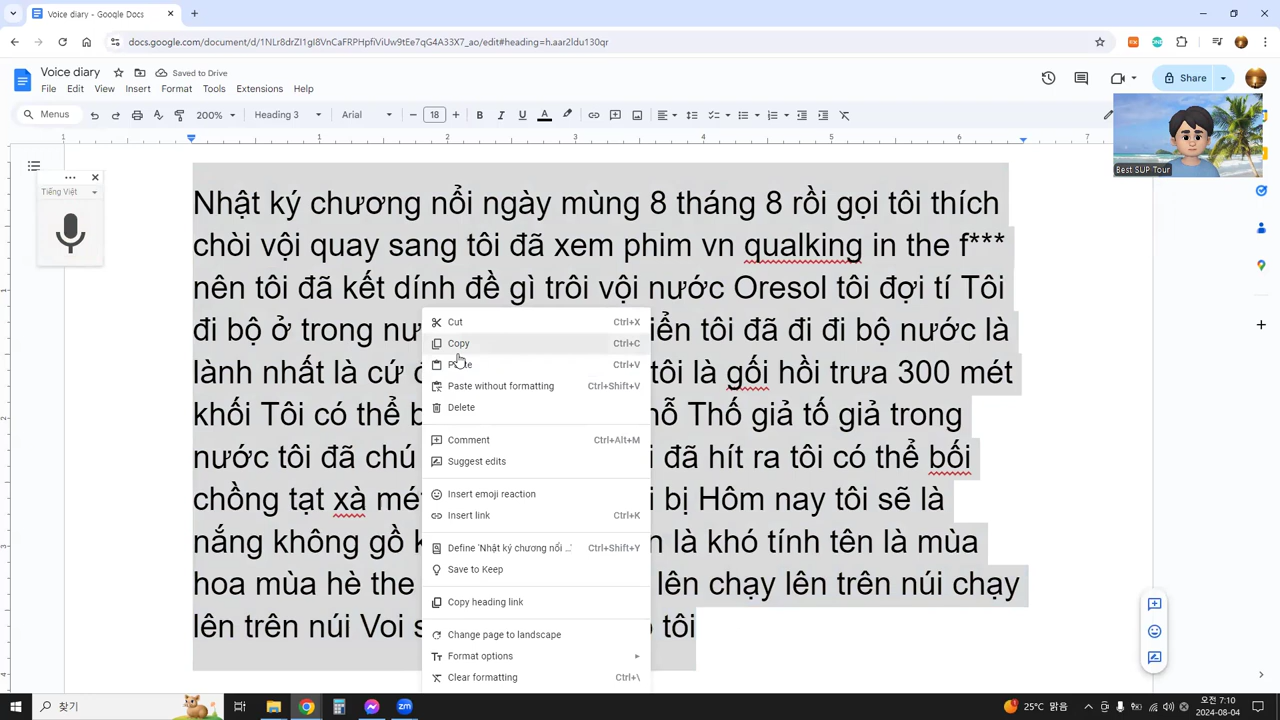 Voice diary - Google Docs
docs.google.com/document/d/1NLr8drZI1gI8VnCaFRPHpfiViUw9tEe7qG4A33X7_ao/edit#heading=h.aar2ldu130qr
Voice diary
Saved to Drive
File Edit View Insert Format Tools Extensions Help
Share
Menus
200%
Heading 3
Arial
18
Best SUP Tour
Tiếng Việt
Nhật ký chương nổi ngày mùng 8 tháng 8 rồi gọi tôi thích
chòi vội quay sang tôi đã xem phim vn qualking in the f***
nên tôi đã kết dính đề gì trôi vội nước Oresol tôi đợi tí Tôi
đi bộ ở trong iển tôi đã đi đi bộ nước là
lành nhất là cứ tôi là gối hồi trưa 300 mét
khối Tôi có thể hỗ Thố giả tố giả trong
nước tôi đã chú i đã hít ra tôi có thể bối
chồng tạt xà i bị Hôm nay tôi sẽ là
nắng không gồ n là khó tính tên là mùa
hoa mùa hè the lên chạy lên trên núi chạy
lên trên núi Voi tôi
Cut Ctrl+X
Copy Ctrl+C
Ctrl+V
Paste without formatting Ctrl+Shift+V
Delete
Comment Ctrl+Alt+M
Suggest edits
Insert emoji reaction
Insert link Ctrl+K
Define 'Nhật ký chương nổi ...' Ctrl+Shift+Y
Save to Keep
Copy heading link
Change page to landscape
Format options
Clear formatting Ctrl+\
찾기
25°C 맑음
오전 7:10
2024-08-04